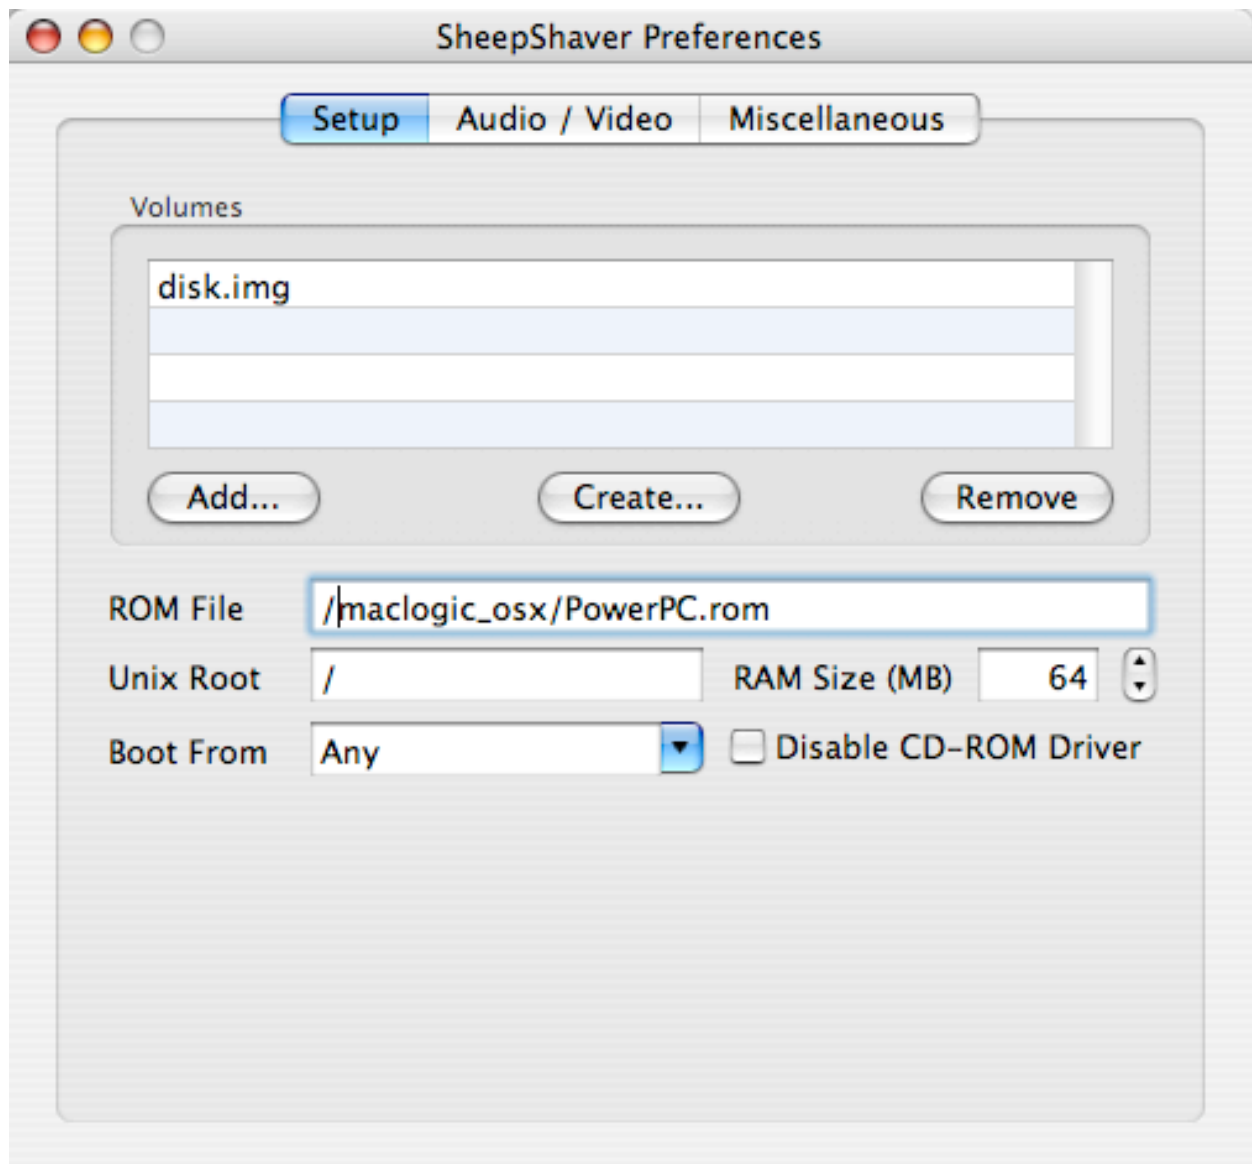 SheepShaver Preferences
Setup Audio / Video Miscellaneous
Volumes
disk.img
Add... Create... Remove
ROM File /maclogic_osx/PowerPC.rom
Unix Root / RAM Size (MB) 64
Boot From Any Disable CD-ROM Driver